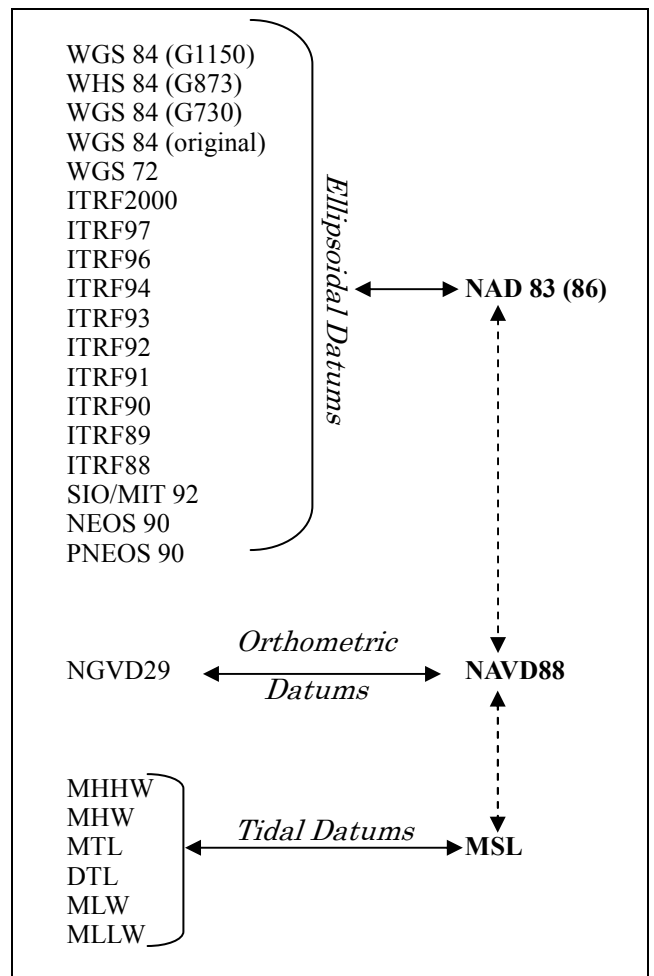 WGS 84 (G1150)
WHS 84 (G873)
WGS 84 (G730)
WGS 84 (original)
WGS 72
ITRF2000
ITRF97
ITRF96
ITRF94
ITRF93
ITRF92
ITRF91
ITRF90
ITRF89
ITRF88
SIO/MIT 92
NEOS 90
PNEOS 90
Ellipsoidal Datums
NAD 83 (86)
NGVD29
Orthometric
Datums
NAVD88
MHHW
MHW
MTL
DTL
MLW
MLLW
Tidal Datums
MSL